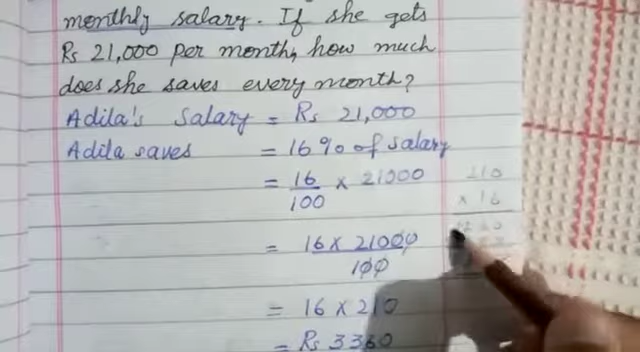 monthly salary. If she gets
Rs 21,000 per month, how much
does she saves every month?
Adila's Salary = Rs 21,000
Adila saves = 16% of salary
= 16/100 × 21000 210
× 16
= 16 × 21000/100
= 16 × 210
= Rs 3360